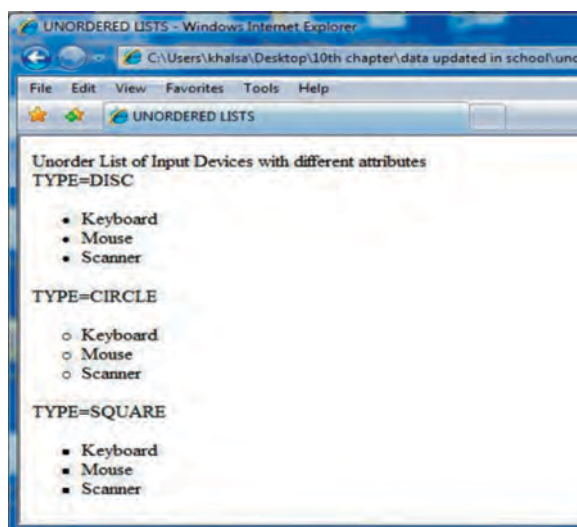 UNORDERED LISTS - Windows Internet Explorer
C:\Users\khalsa\Desktop\10th chapter\data updated in school\uno
File Edit View Favorites Tools Help
UNORDERED LISTS
Unorder List of Input Devices with different attributes
TYPE=DISC
• Keyboard
• Mouse
• Scanner
TYPE=CIRCLE
○ Keyboard
○ Mouse
○ Scanner
TYPE=SQUARE
▪ Keyboard
▪ Mouse
▪ Scanner